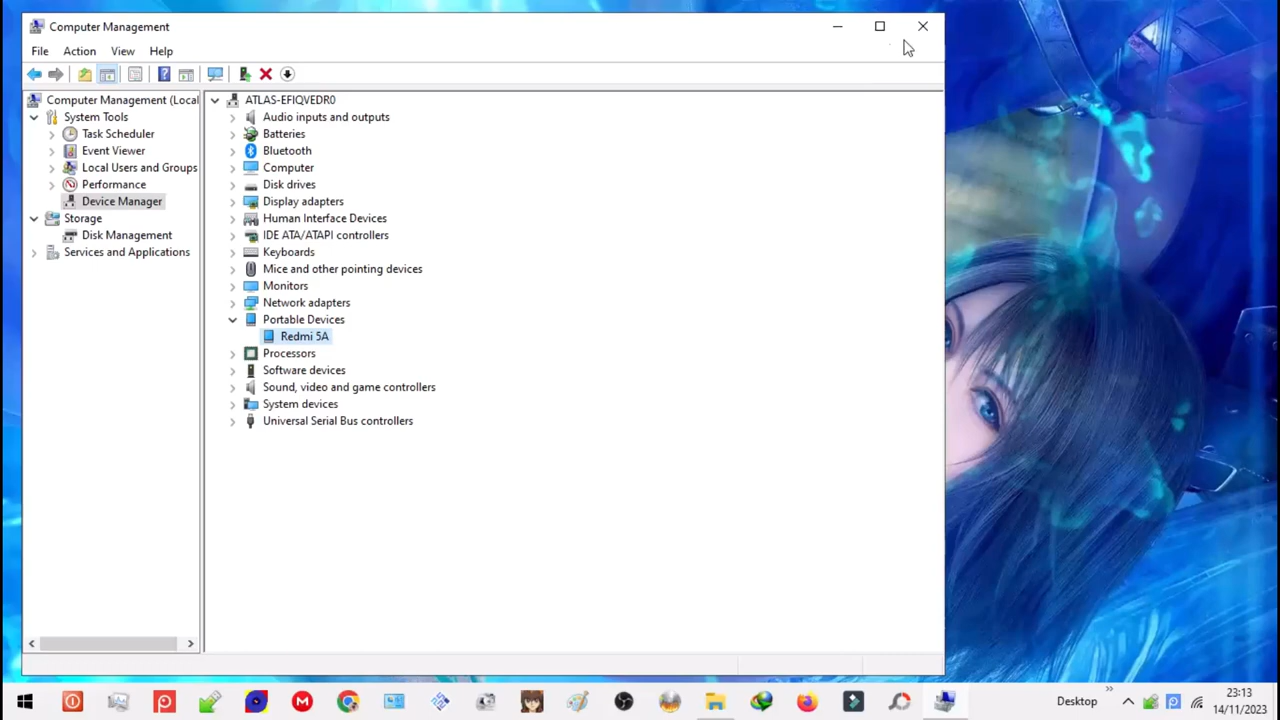 Computer Management
File Action View Help
Computer Management (Local
System Tools
Task Scheduler
Event Viewer
Local Users and Groups
Performance
Device Manager
Storage
Disk Management
Services and Applications
ATLAS-EFIQVEDR0
Audio inputs and outputs
Batteries
Bluetooth
Computer
Disk drives
Display adapters
Human Interface Devices
IDE ATA/ATAPI controllers
Keyboards
Mice and other pointing devices
Monitors
Network adapters
Portable Devices
Redmi 5A
Processors
Software devices
Sound, video and game controllers
System devices
Universal Serial Bus controllers
Desktop
23:13
14/11/2023